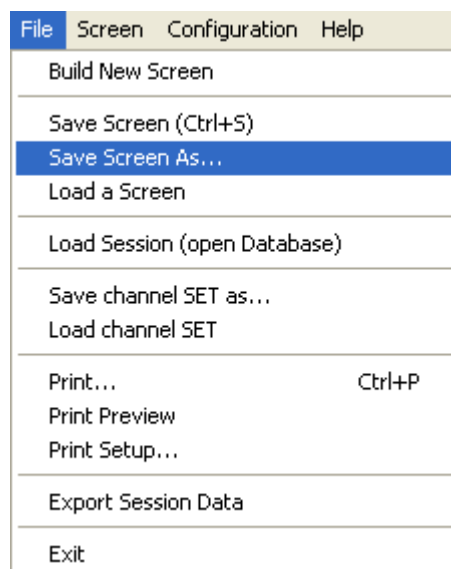 File Screen Configuration Help
Build New Screen
Save Screen (Ctrl+S)
Save Screen As...
Load a Screen
Load Session (open Database)
Save channel SET as...
Load channel SET
Print... Ctrl+P
Print Preview
Print Setup...
Export Session Data
Exit